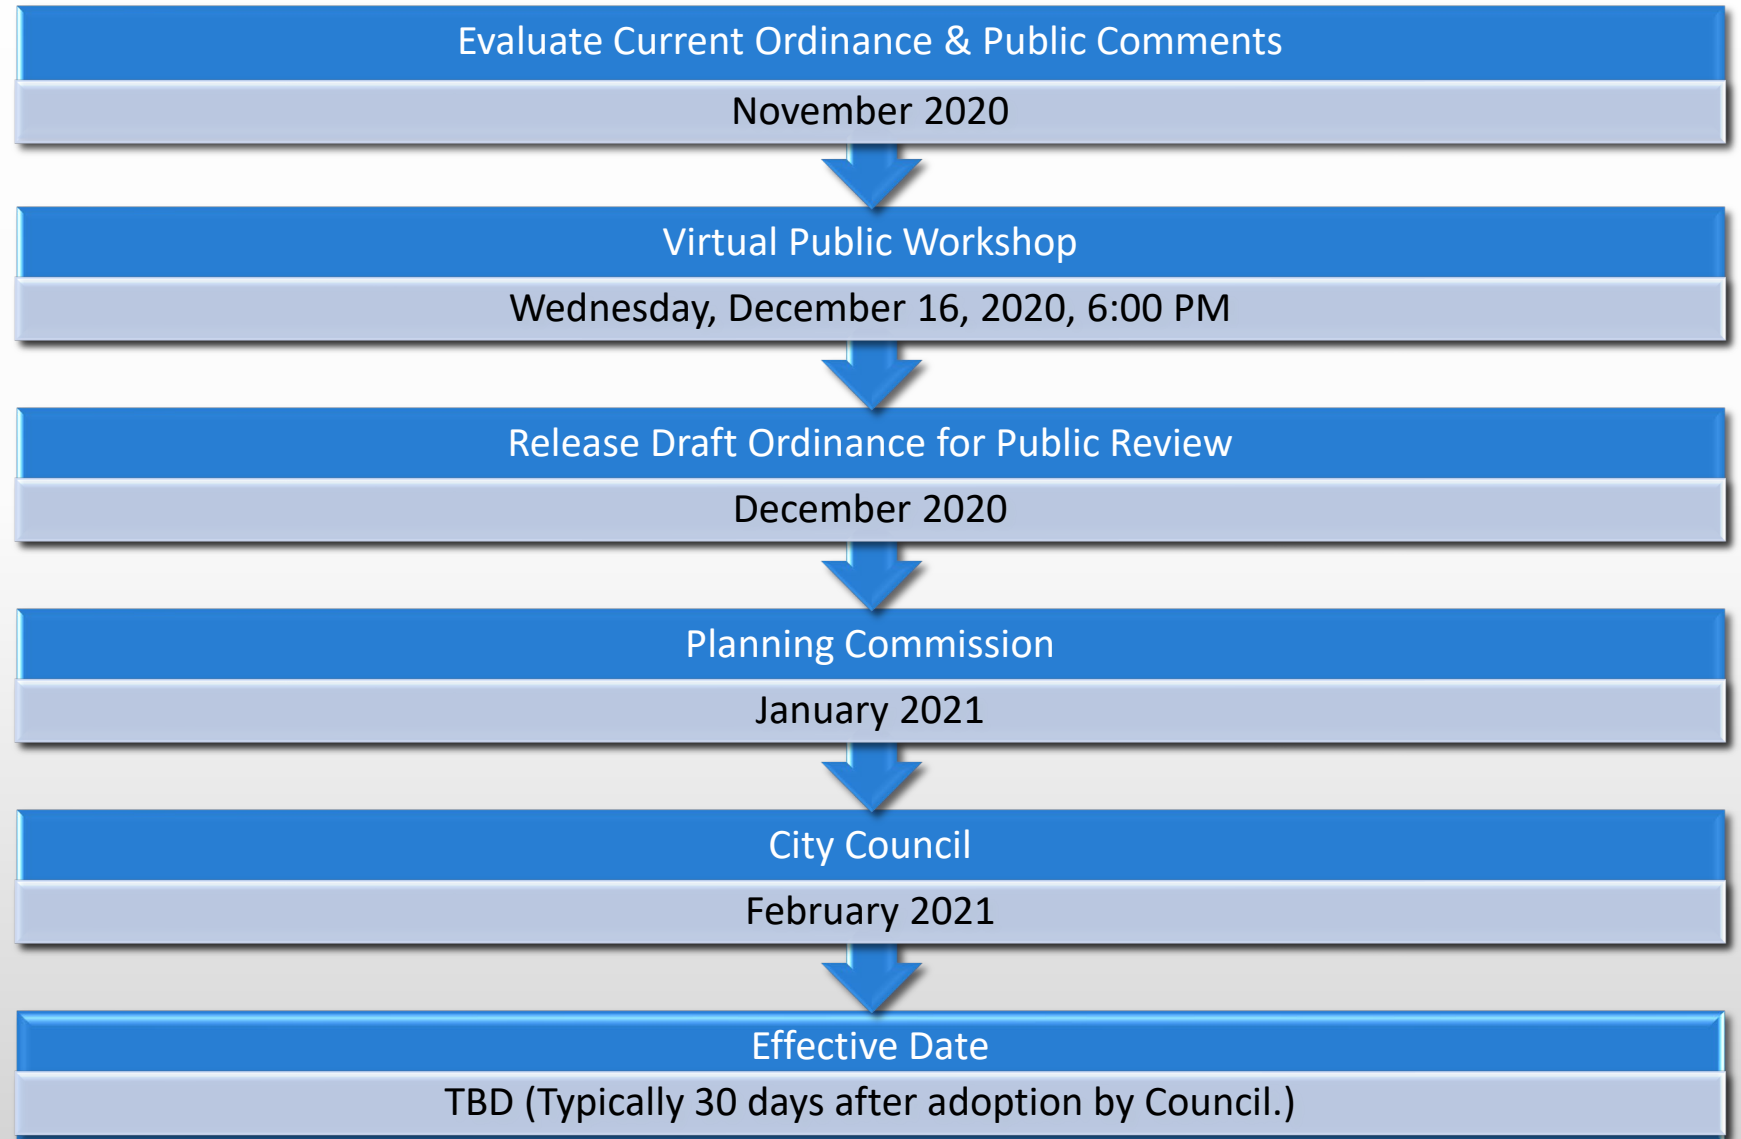 Evaluate Current Ordinance & Public Comments
November 2020
Virtual Public Workshop
Wednesday, December 16, 2020, 6:00 PM
Release Draft Ordinance for Public Review
December 2020
Planning Commission
January 2021
City Council
February 2021
Effective Date
TBD (Typically 30 days after adoption by Council.)